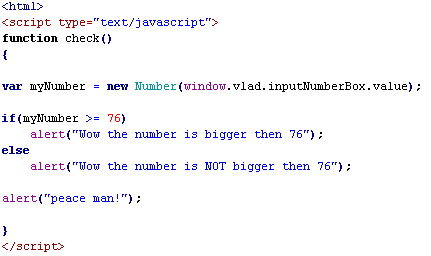 <html>
<script type="text/javascript">
function check()
{
var myNumber = new Number(window.vlad.inputNumberBox.value);
if(myNumber >= 76)
alert("Wow the number is bigger then 76");
else
alert("Wow the number is NOT bigger then 76");
alert("peace man!");
}
</script>